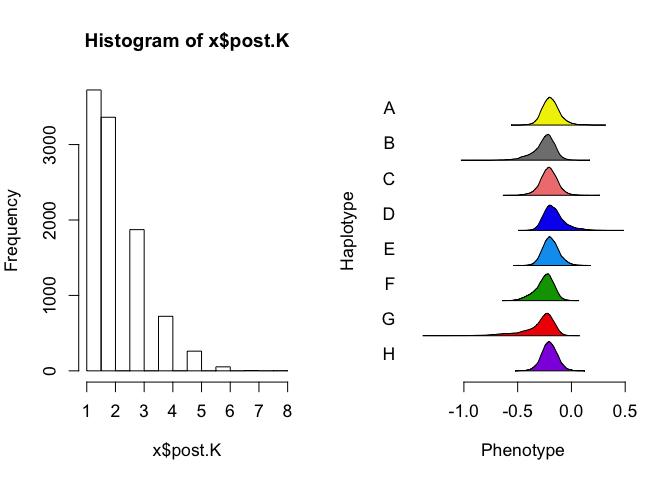 Histogram of x$post.K
Frequency
0
1000
2000
3000
1 2 3 4 5 6 7 8
x$post.K
Haplotype
A
B
C
D
E
F
G
H
-1.0 -0.5 0.0 0.5
Phenotype